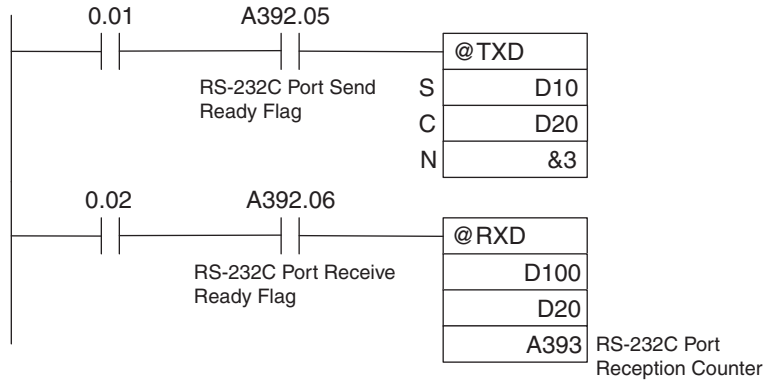 0.01 A392.05
@TXD
RS-232C Port Send
Ready Flag
S D10
C D20
N &3
0.02 A392.06
@RXD
RS-232C Port Receive
Ready Flag
D100
D20
A393 RS-232C Port
Reception Counter